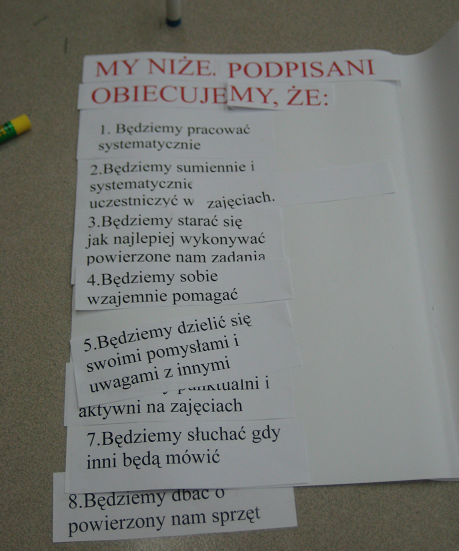 MY NIŻE. PODPISANI
OBIECUJEMY, ŻE:
1. Będziemy pracować
systematycznie
2.Będziemy sumiennie i
systematycznie
uczestniczyć w zajęciach.
3.Będziemy starać się
jak najlepiej wykonywać
powierzone nam zadania
4.Będziemy sobie
wzajemnie pomagać
5.Będziemy dzielić się
swoimi pomysłami i
uwagami z innymi
punktualni i
aktywni na zajęciach
7.Będziemy słuchać gdy
inni będą mówić
8.Będziemy dbać o
powierzony nam sprzęt